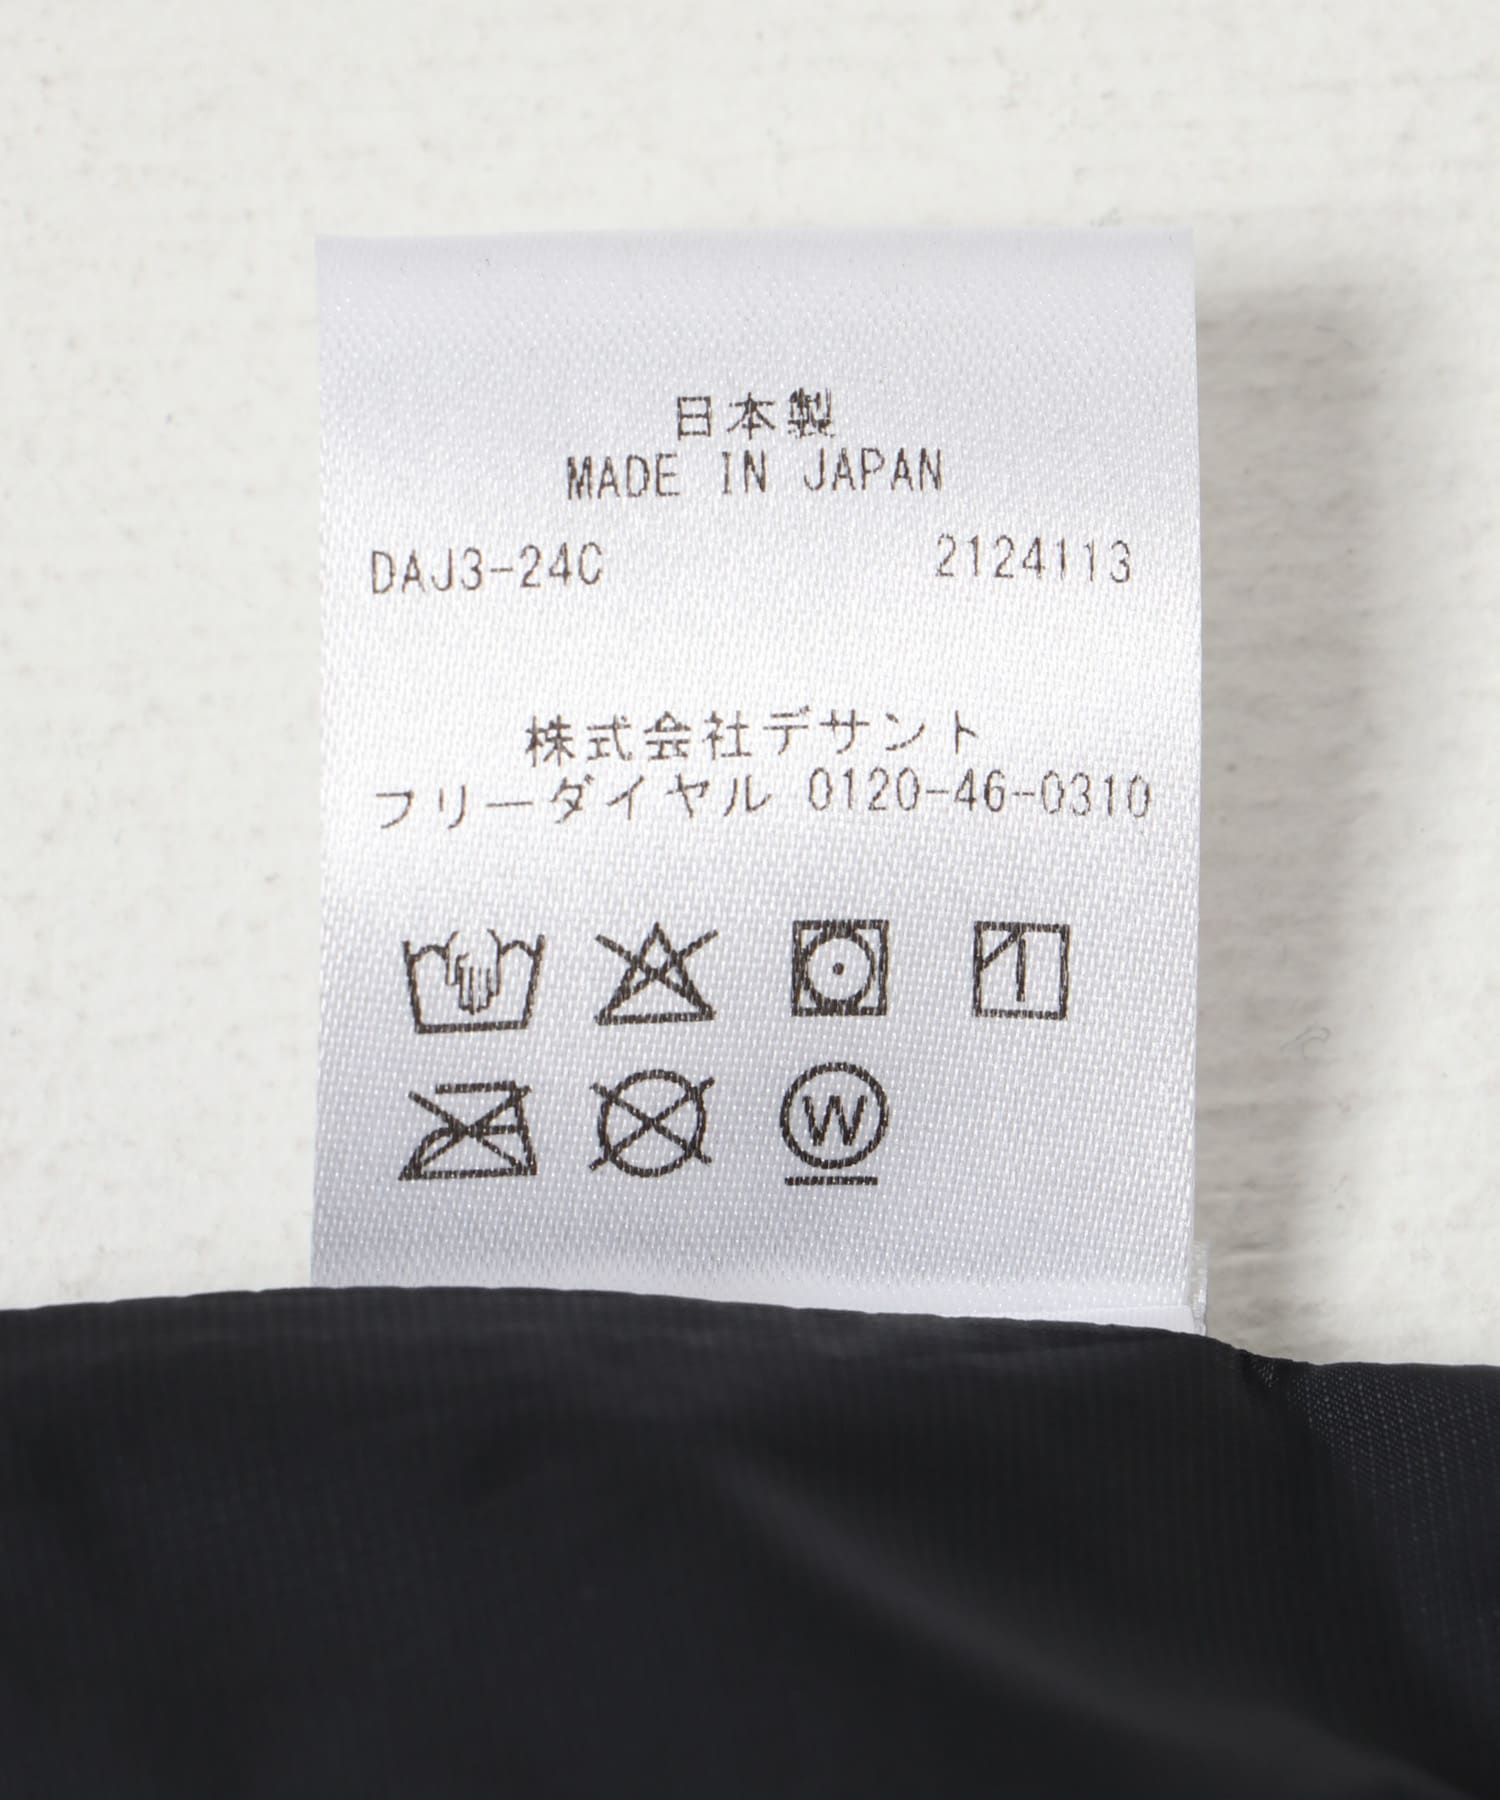 日本製
MADE IN JAPAN
DAJ3-24C 2124113
株式会社デサント
フリーダイヤル 0120-46-0310
W